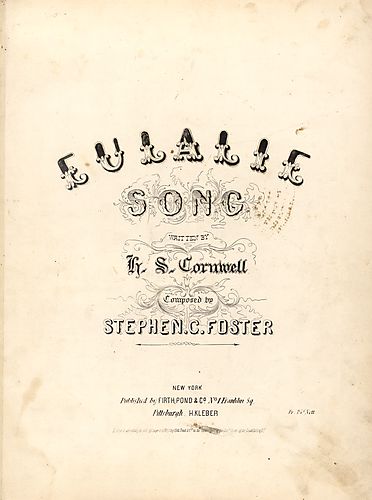 EULALIE
SONG
WRITTEN BY
H. S. Cornwell
Composed by
STEPHEN.C.FOSTER
NEW YORK
Published by FIRTH, POND & Co. 1 Franklin Sq.
Pittsburgh. H.KLEBER